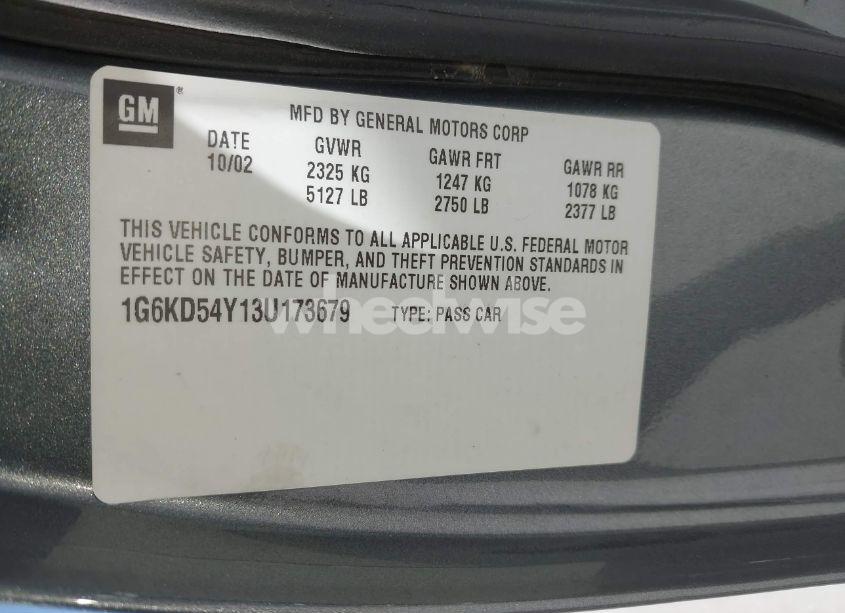 GM®
MFD BY GENERAL MOTORS CORP
DATE GVWR GAWR FRT GAWR RR
10/02 2325 KG 1247 KG 1078 KG
5127 LB 2750 LB 2377 LB
THIS VEHICLE CONFORMS TO ALL APPLICABLE U.S. FEDERAL MOTOR
VEHICLE SAFETY, BUMPER, AND THEFT PREVENTION STANDARDS IN
EFFECT ON THE DATE OF MANUFACTURE SHOWN ABOVE.
1G6KD54Y13U173679 TYPE: PASS CAR
wheelwise